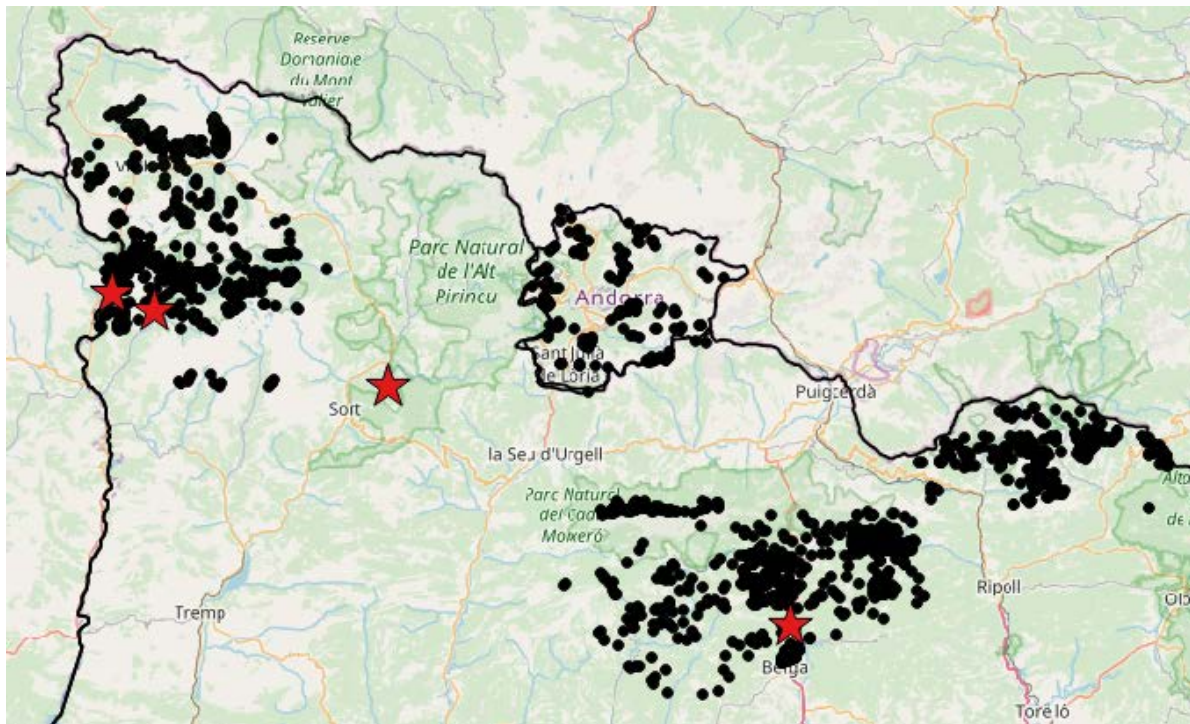 Reserve
Domaniale
du Mont
Valier
Parc Natural
de l'Alt
Pirineu
Andorra
Sant Julià
de Lòria
Puigcerdà
Sort
la Seu d'Urgell
Parc Natural
del Cadí
Moixeró
Tremp
Ripoll
Berga
Torelló